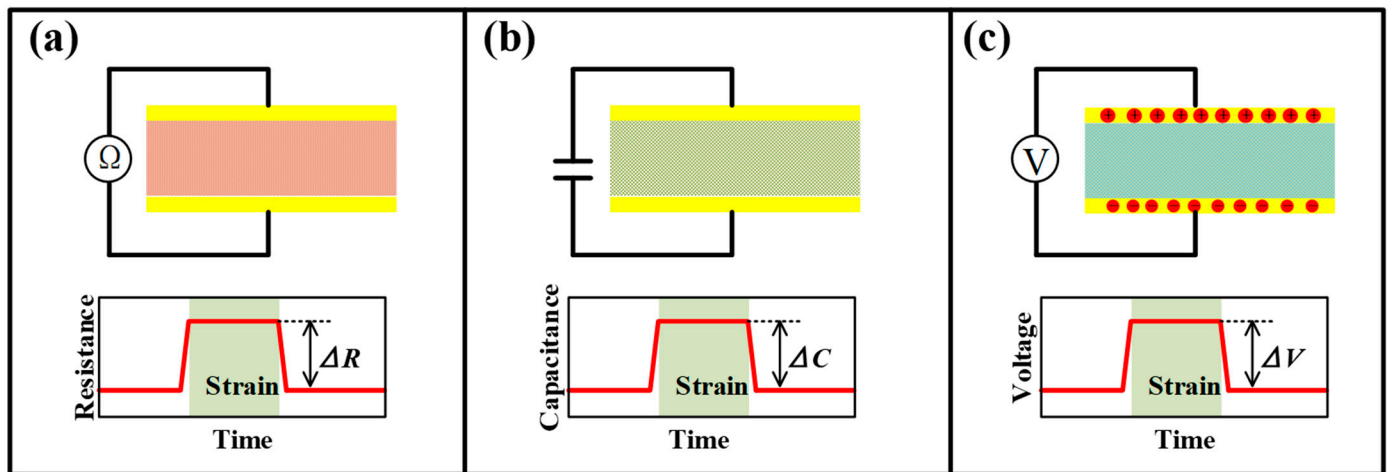 (a)
Ω
Resistance
ΔR
Strain
Time
(b)
Capacitance
ΔC
Strain
Time
(c)
+ + + + + + + + + +
V
− − − − − − − − − −
Voltage
ΔV
Strain
Time